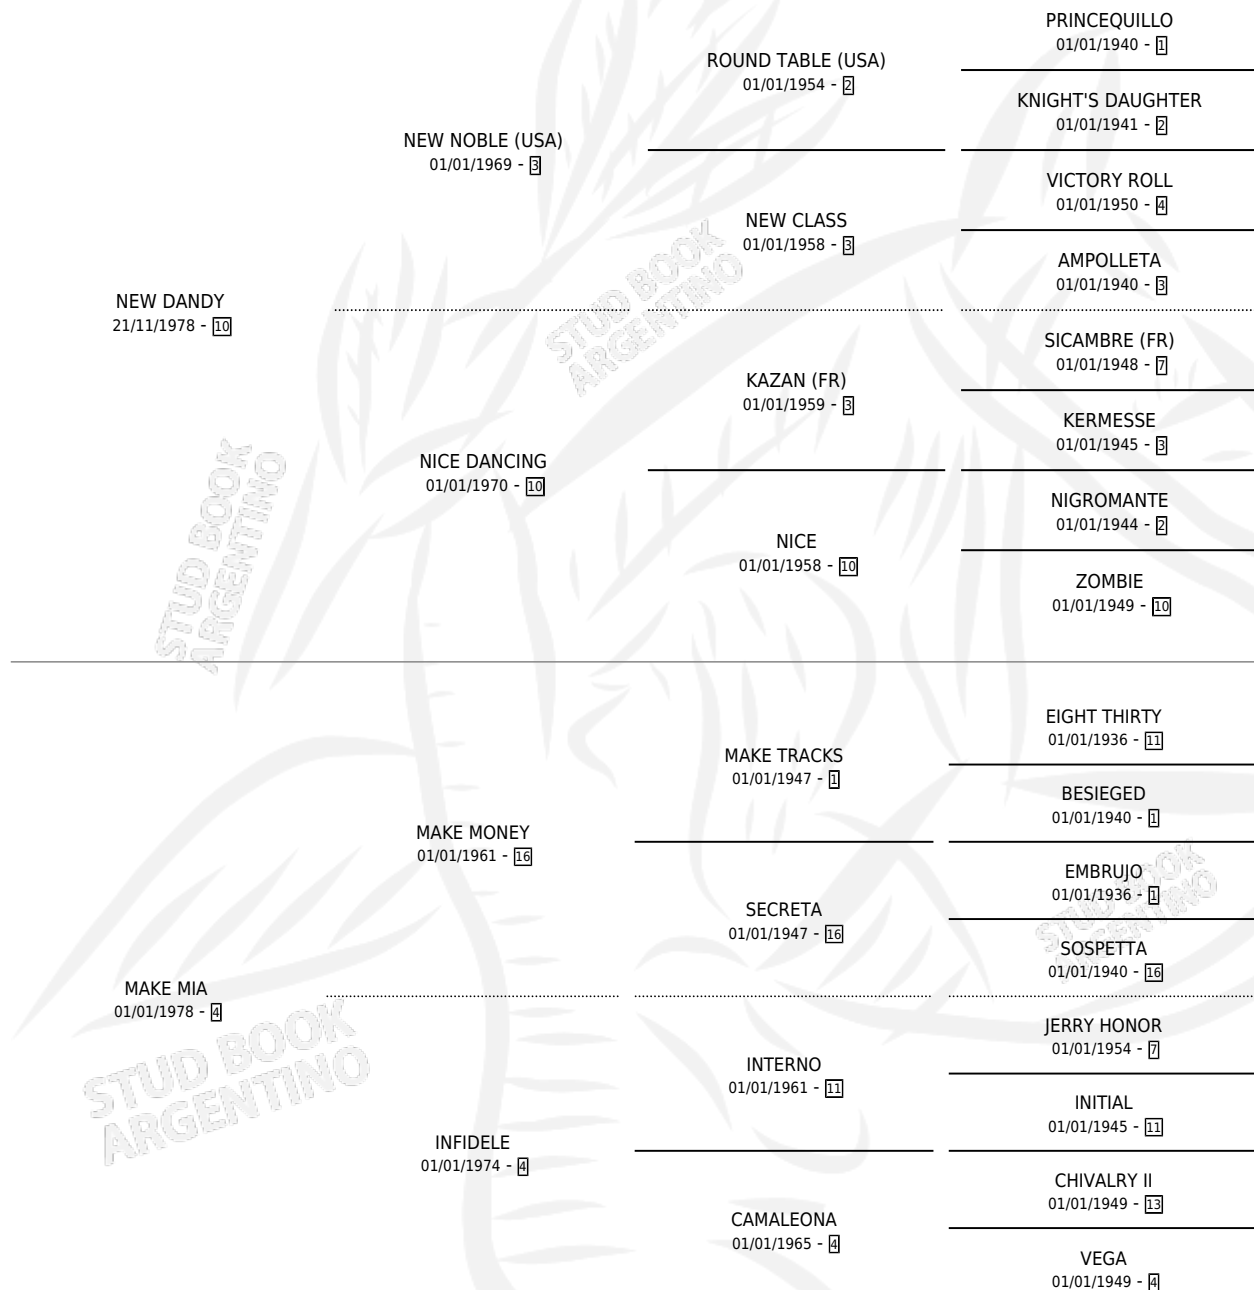 PRINCEQUILLO
01/01/1940 - 1
ROUND TABLE (USA)
01/01/1954 - 2
KNIGHT'S DAUGHTER
01/01/1941 - 2
NEW NOBLE (USA)
01/01/1969 - 3
VICTORY ROLL
01/01/1950 - 4
NEW CLASS
01/01/1958 - 3
AMPOLLETA
01/01/1940 - 3
NEW DANDY
21/11/1978 - 10
SICAMBRE (FR)
01/01/1948 - 7
KAZAN (FR)
01/01/1959 - 3
KERMESSE
01/01/1945 - 3
NICE DANCING
01/01/1970 - 10
NIGROMANTE
01/01/1944 - 2
NICE
01/01/1958 - 10
ZOMBIE
01/01/1949 - 10
EIGHT THIRTY
01/01/1936 - 11
MAKE TRACKS
01/01/1947 - 1
BESIEGED
01/01/1940 - 1
MAKE MONEY
01/01/1961 - 16
EMBRUJO
01/01/1936 - 1
SECRETA
01/01/1947 - 16
SOSPETTA
01/01/1940 - 16
MAKE MIA
01/01/1978 - 4
JERRY HONOR
01/01/1954 - 7
INTERNO
01/01/1961 - 11
INITIAL
01/01/1945 - 11
INFIDELE
01/01/1974 - 4
CHIVALRY II
01/01/1949 - 13
CAMALEONA
01/01/1965 - 4
VEGA
01/01/1949 - 4
STUD BOOK
ARGENTINO
STUD BOOK
ARGENTINO
STUD BOOK
ARGENTINO
STUD BOOK
ARGENTINO